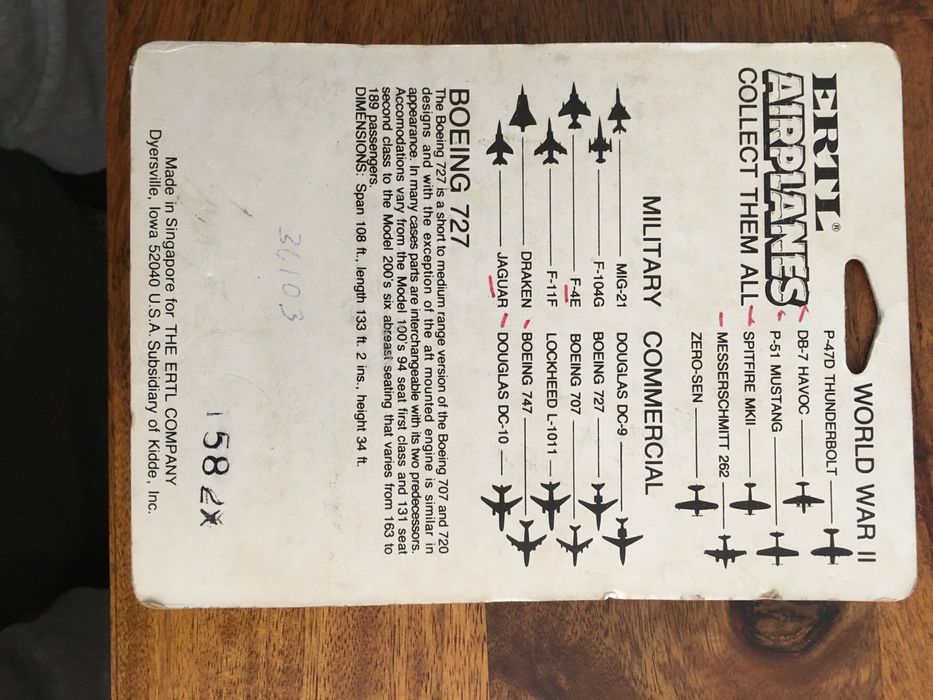 ERTL®
AIRPLANES
COLLECT THEM ALL
WORLD WAR II
P-47D THUNDERBOLT
DB-7 HAVOC
P-51 MUSTANG
SPITFIRE MKII
MESSERSCHMITT 262
ZERO-SEN
MILITARY
MIG-21
F-104G
F-4E
F-11F
DRAKEN
JAGUAR
COMMERCIAL
DOUGLAS DC-9
BOEING 727
BOEING 707
LOCKHEED L-1011
BOEING 747
DOUGLAS DC-10
BOEING 727
The Boeing 727 is a short to medium range version of the Boeing 707 and 720
designs and with the exception of the aft mounted engine is similar in
appearance. In many cases parts are interchangeable with its two predecessors.
Accomodations vary from the Model 100's 94 seat first class and 131 seat
second class to the Model 200's six abreast seating that varies from 163 to
189 passengers.
DIMENSIONS: Span 108 ft., length 133 ft. 2 ins., height 34 ft.
3610.3
158
Made in Singapore for THE ERTL COMPANY
Dyersville, Iowa 52040 U.S.A. Subsidiary of Kidde, Inc.